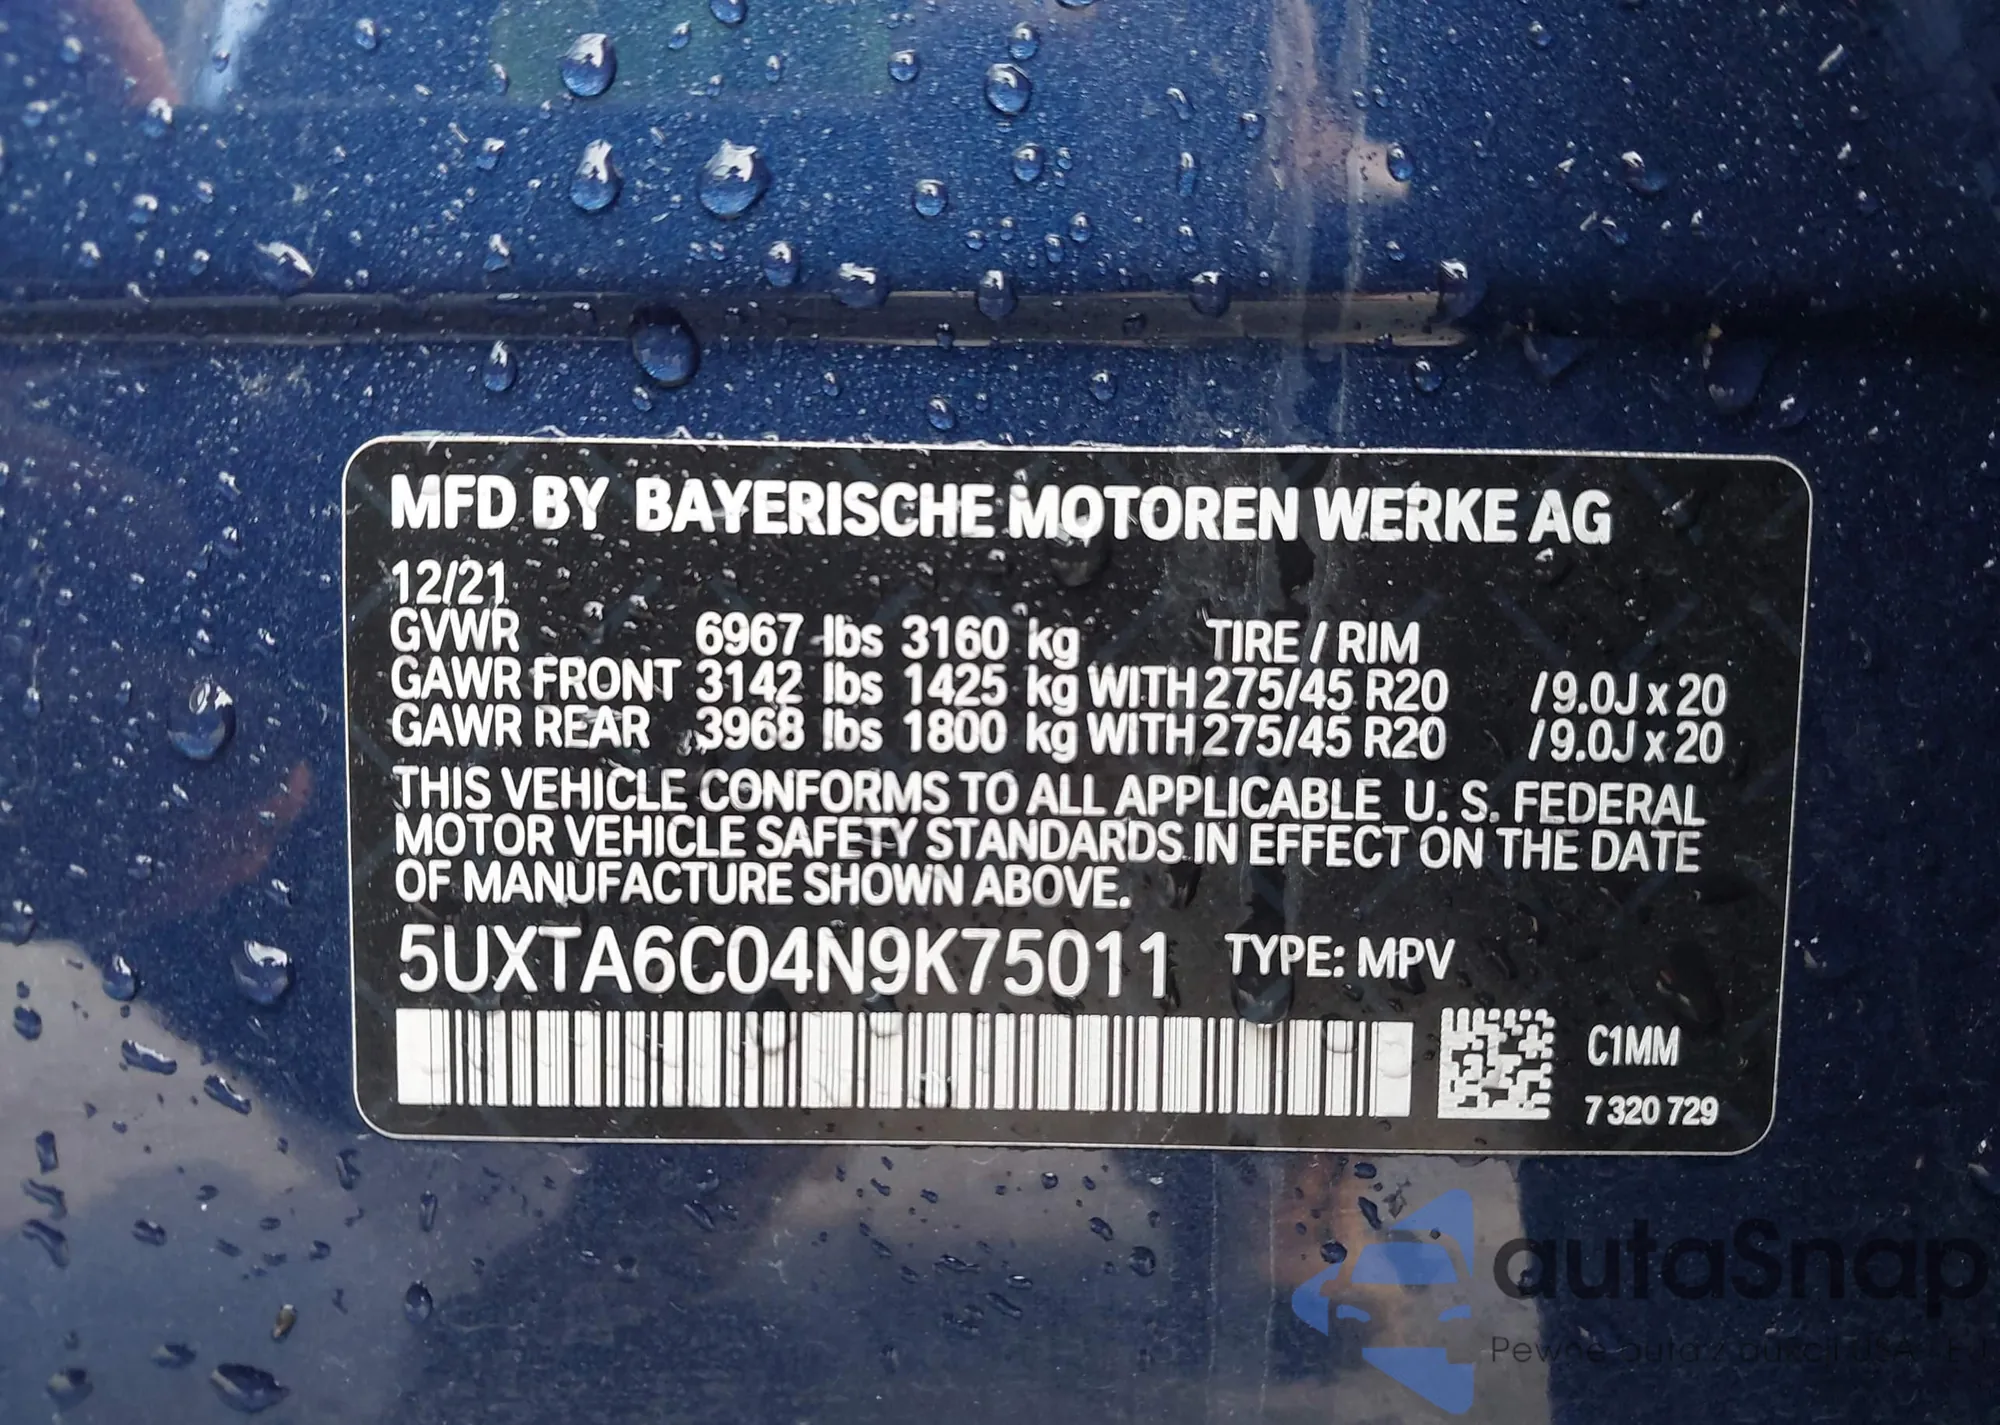 MFD BY BAYERISCHE MOTOREN WERKE AG
12/21
GVWR 6967 lbs 3160 kg TIRE / RIM
GAWR FRONT 3142 lbs 1425 kg WITH 275/45 R20 /9.0J x 20
GAWR REAR 3968 lbs 1800 kg WITH 275/45 R20 /9.0J x 20
THIS VEHICLE CONFORMS TO ALL APPLICABLE U. S. FEDERAL
MOTOR VEHICLE SAFETY STANDARDS IN EFFECT ON THE DATE
OF MANUFACTURE SHOWN ABOVE.
5UXTA6C04N9K75011 TYPE: MPV
C1MM
7 320 729
autaSnap
Pewne auta z